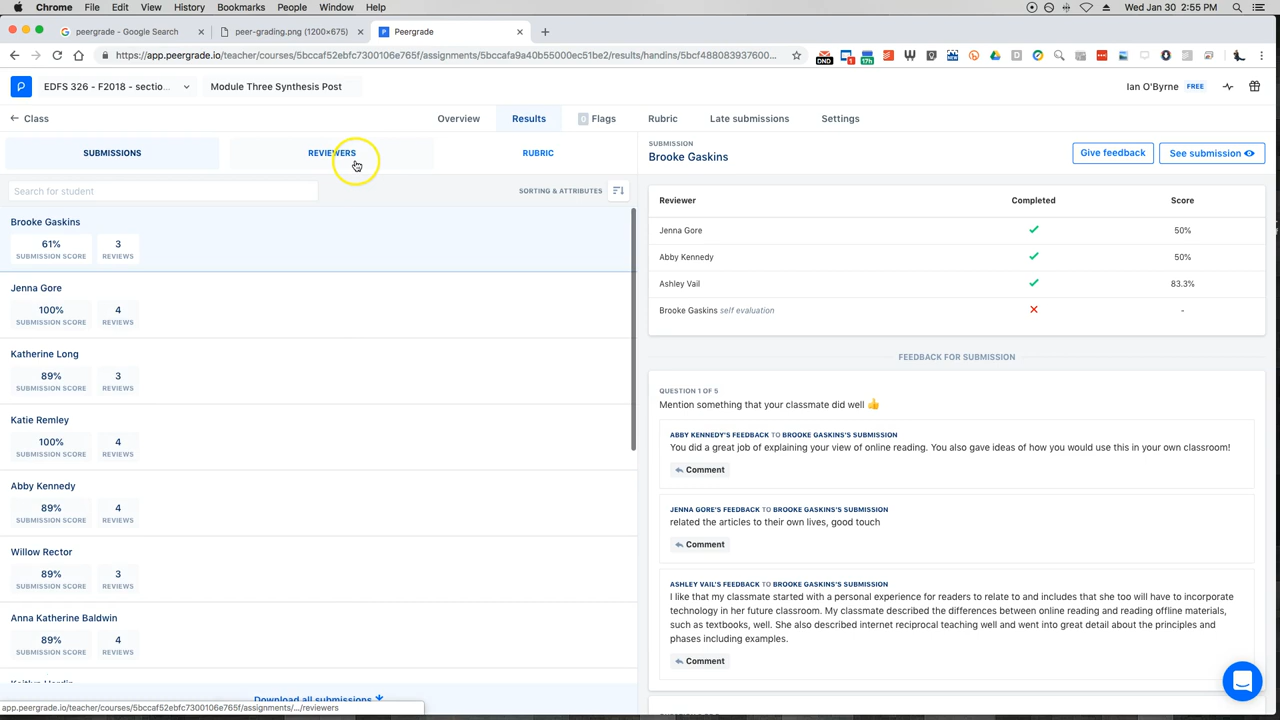 Chrome File Edit View History Bookmarks People Window Help
Wed Jan 30 2:55 PM
peergrade - Google Search
peer-grading.png (1200×675)
Peergrade
https://app.peergrade.io/teacher/courses/5bccaf52ebfc7300106e765f/assignments/5bccafa9a40b55000ec51be2/results/handins/5bcf488083937600...
DND
1
17h
EDFS 326 - F2018 - sectio...
Module Three Synthesis Post
Ian O'Byrne FREE
Class
Overview
Results
0 Flags
Rubric
Late submissions
Settings
SUBMISSIONS
REVIEWERS
RUBRIC
Search for student
SORTING & ATTRIBUTES
Brooke Gaskins
61% 3
SUBMISSION SCORE REVIEWS
Jenna Gore
100% 4
SUBMISSION SCORE REVIEWS
Katherine Long
89% 3
SUBMISSION SCORE REVIEWS
Katie Remley
100% 4
SUBMISSION SCORE REVIEWS
Abby Kennedy
89% 4
SUBMISSION SCORE REVIEWS
Willow Rector
89% 3
SUBMISSION SCORE REVIEWS
Anna Katherine Baldwin
89% 4
SUBMISSION SCORE REVIEWS
Download all submissions
app.peergrade.io/teacher/courses/5bccaf52ebfc7300106e765f/assignments/.../reviewers
SUBMISSION
Brooke Gaskins
Give feedback
See submission
Reviewer Completed Score
Jenna Gore 50%
Abby Kennedy 50%
Ashley Vail 83.3%
Brooke Gaskins self evaluation -
FEEDBACK FOR SUBMISSION
QUESTION 1 OF 5
Mention something that your classmate did well 👍
ABBY KENNEDY'S FEEDBACK TO BROOKE GASKINS'S SUBMISSION
You did a great job of explaining your view of online reading. You also gave ideas of how you would use this in your own classroom!
Comment
JENNA GORE'S FEEDBACK TO BROOKE GASKINS'S SUBMISSION
related the articles to their own lives, good touch
Comment
ASHLEY VAIL'S FEEDBACK TO BROOKE GASKINS'S SUBMISSION
I like that my classmate started with a personal experience for readers to relate to and includes that she too will have to incorporate
technology in her future classroom. My classmate described the differences between online reading and reading offline materials,
such as textbooks, well. She also described internet reciprocal teaching well and went into great detail about the principles and
phases including examples.
Comment